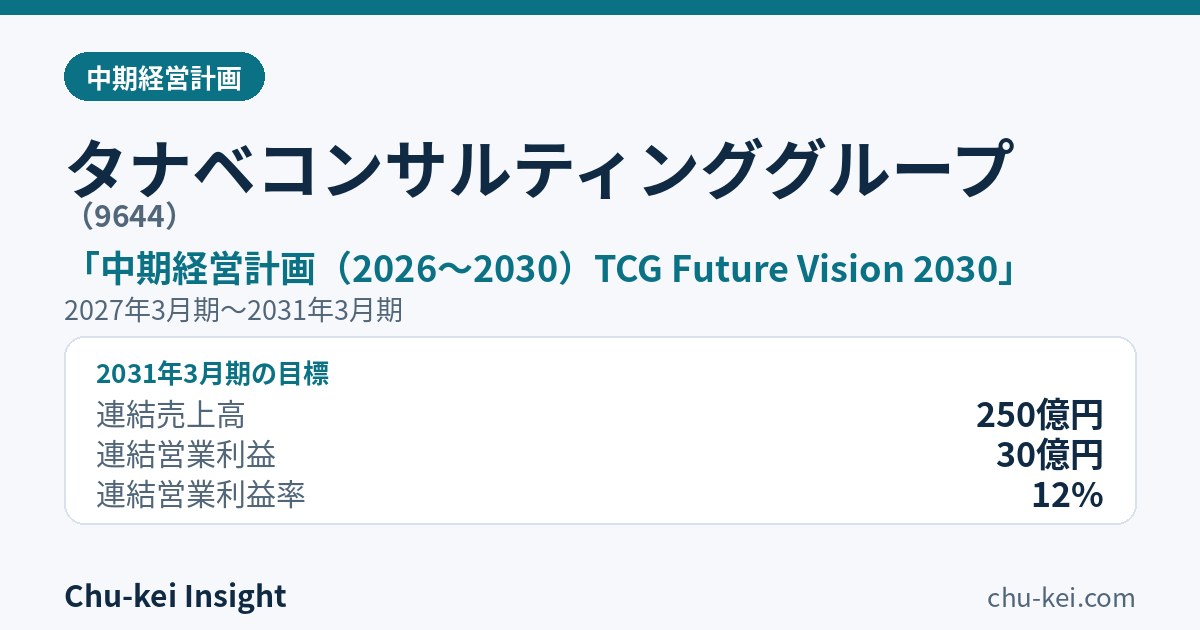 中期経営計画
タナベコンサルティンググループ
（9644）
「中期経営計画（2026〜2030）TCG Future Vision 2030」
2027年3月期〜2031年3月期
2031年3月期の目標
連結売上高 250億円
連結営業利益 30億円
連結営業利益率 12%
Chu-kei Insight chu-kei.com